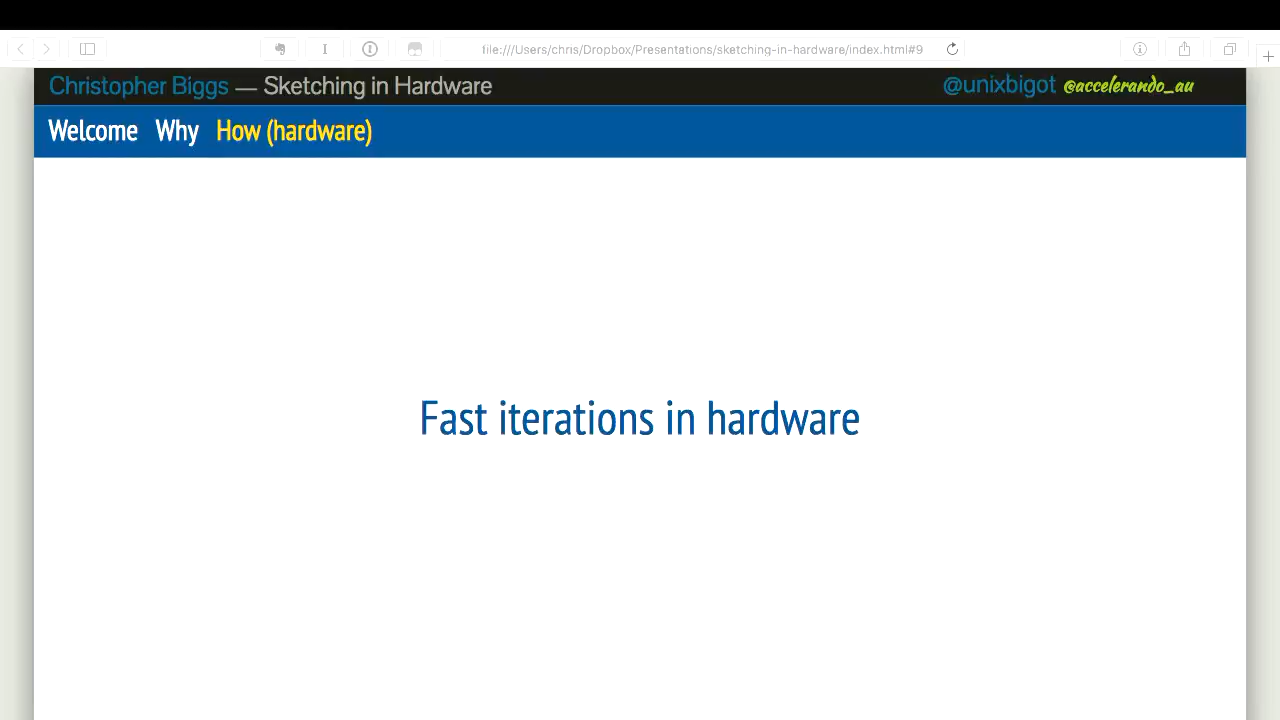 file:///Users/chris/Dropbox/Presentations/sketching-in-hardware/index.html#9
Christopher Biggs — Sketching in Hardware @unixbigot @accelerando_au
Welcome Why How (hardware)
Fast iterations in hardware